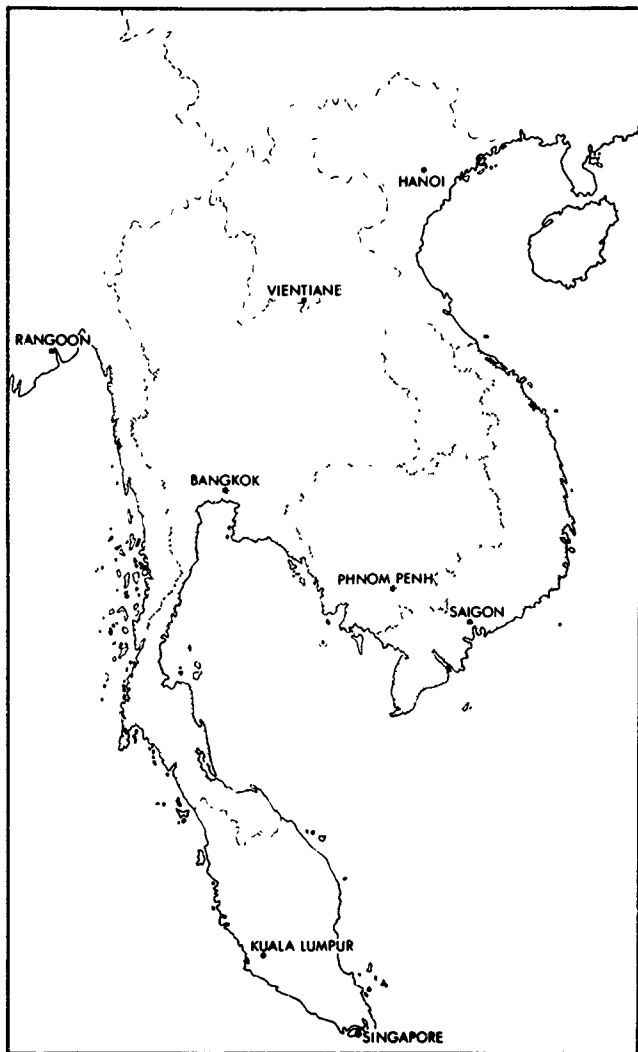 HANOI
VIENTIANE
RANGOON
BANGKOK
PHNOM PENH
SAIGON
KUALA LUMPUR
SINGAPORE